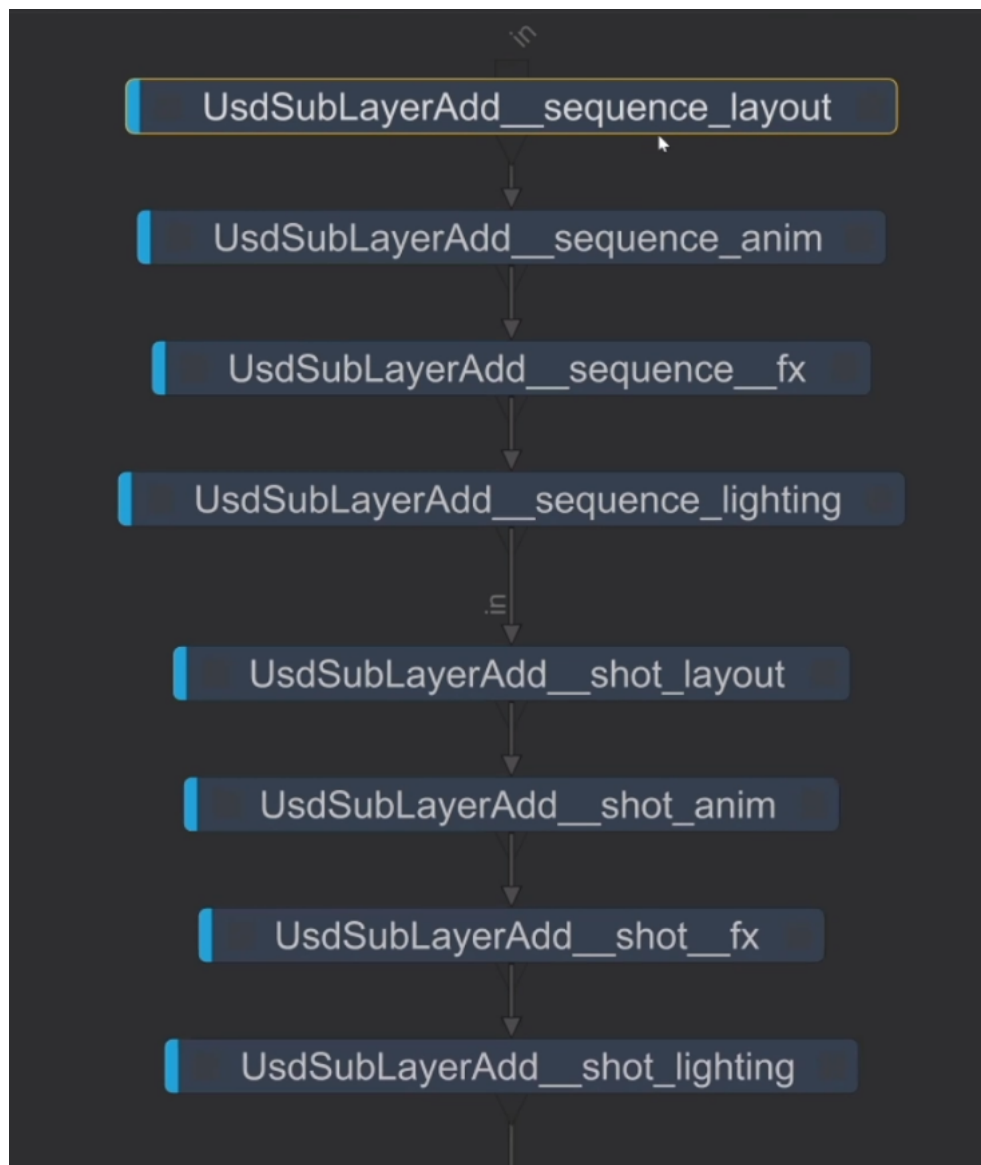 in
UsdSubLayerAdd__sequence_layout
UsdSubLayerAdd__sequence_anim
UsdSubLayerAdd__sequence__fx
UsdSubLayerAdd__sequence_lighting
in
UsdSubLayerAdd__shot_layout
UsdSubLayerAdd__shot_anim
UsdSubLayerAdd__shot__fx
UsdSubLayerAdd__shot_lighting